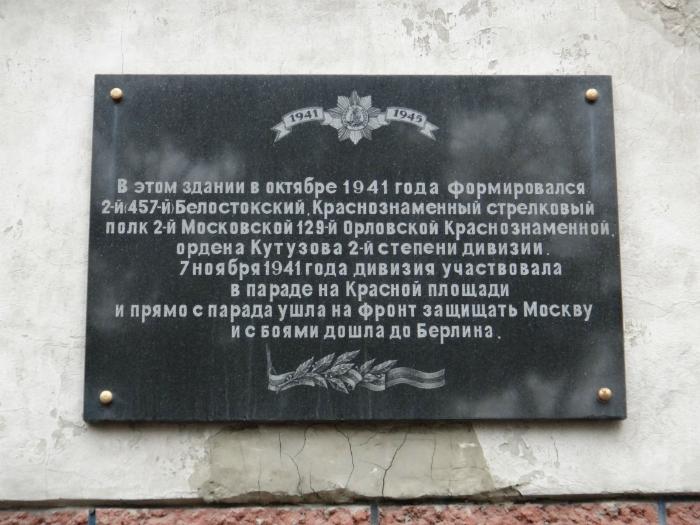 1941 1945
В этом здании в октябре 1941 года формировался
2-й(457-й)Белостокский, Краснознаменный стрелковый
полк 2-й Московской 129-й Орловской Краснознаменной,
ордена Кутузова 2-й степени дивизии.
7 ноября 1941 года дивизия участвовала
в параде на Красной площади
и прямо с парада ушла на фронт защищать Москву
и с боями дошла до Берлина.